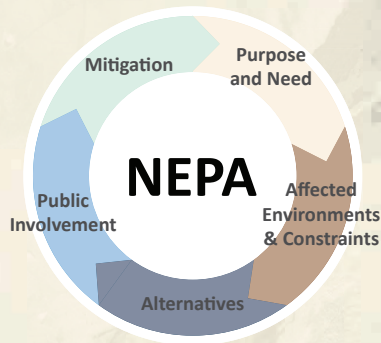 Mitigation
Purpose
and Need
NEPA
Public
Involvement
Affected
Environments
& Constraints
Alternatives